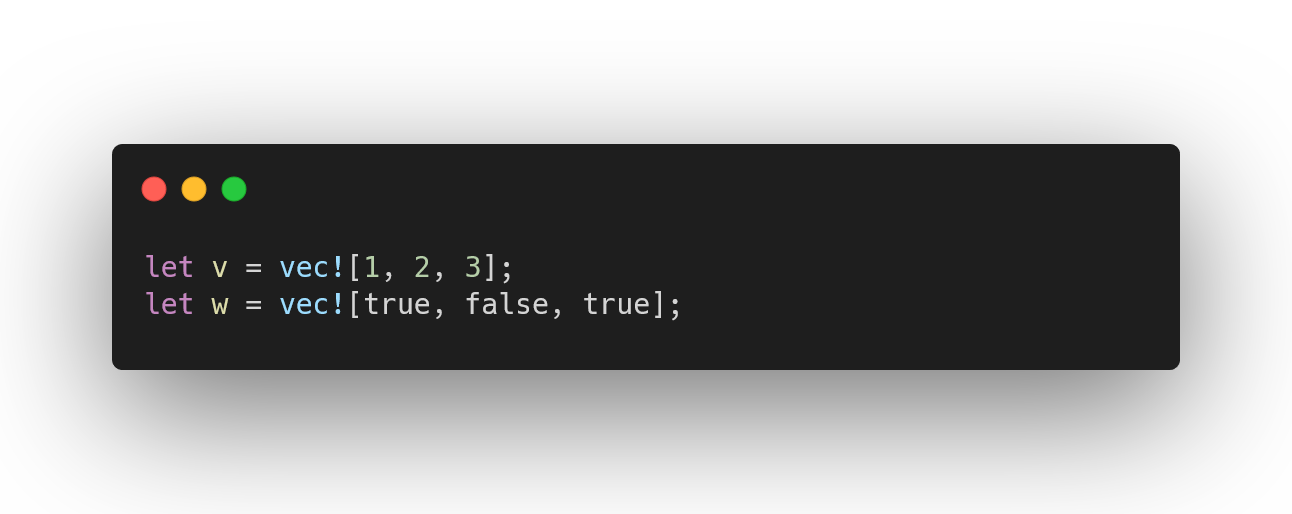 let v = vec![1, 2, 3];
let w = vec![true, false, true];